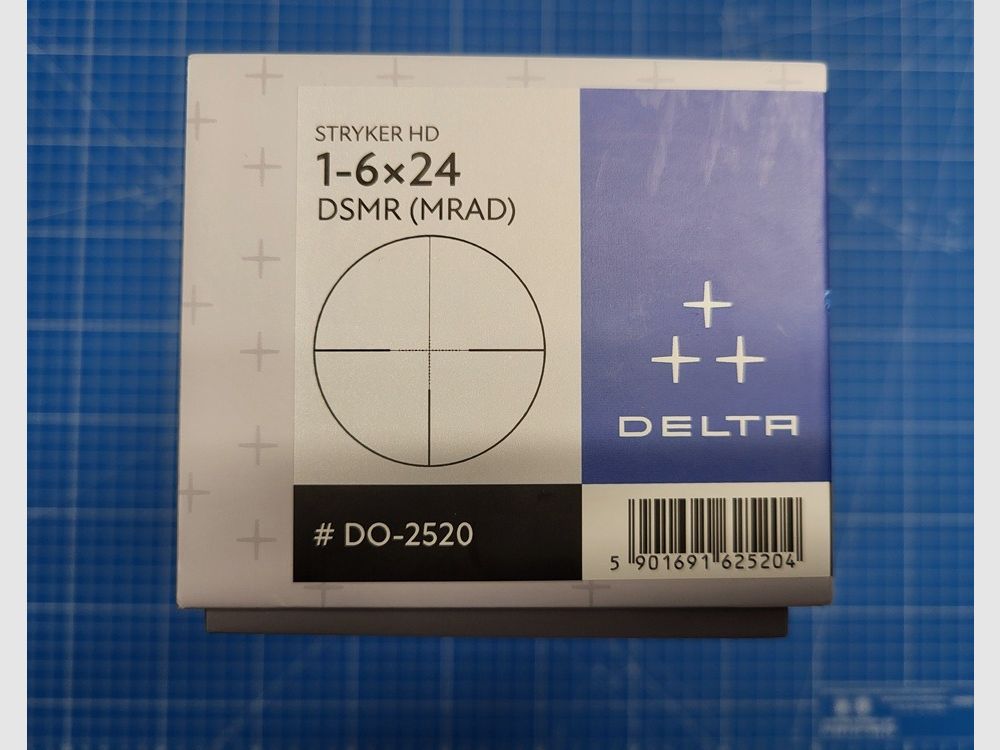 STRYKER HD
1-6×24
DSMR (MRAD)
DELTA
# DO-2520
5 901691 625204